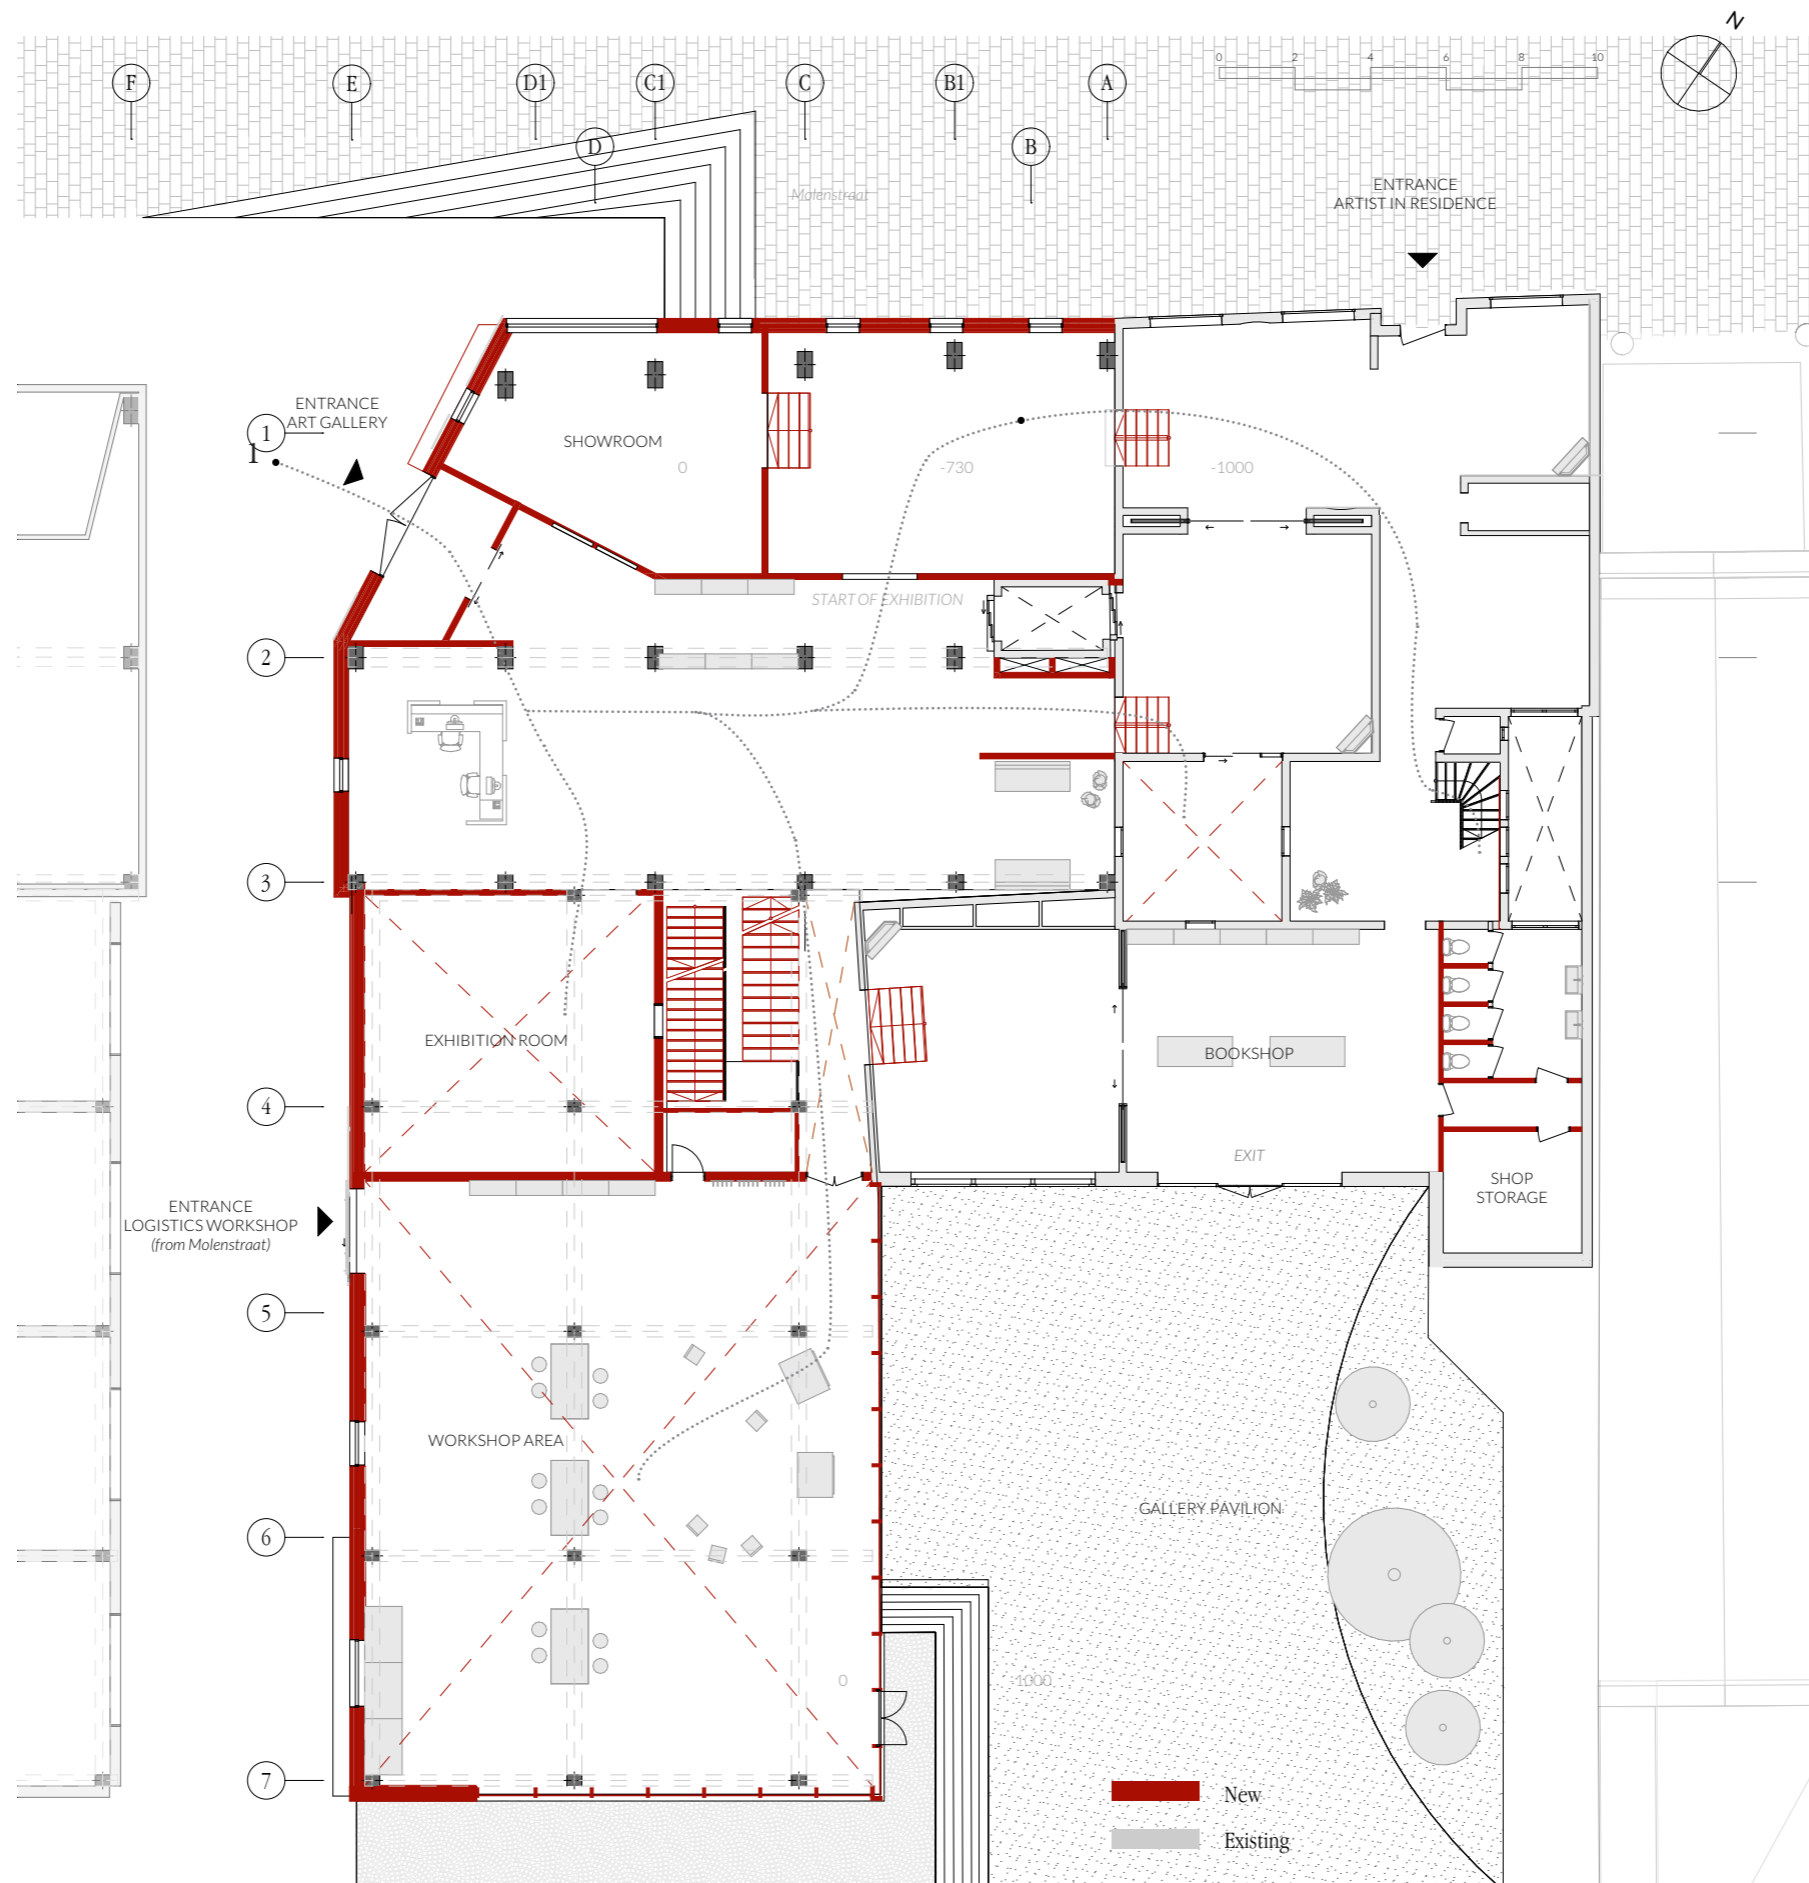 N
0 2 4 6 8 10
F E D1 C1 C B1 A
D B
Molenstraat
ENTRANCE
ARTIST IN RESIDENCE
ENTRANCE
ART GALLERY
1
1
SHOWROOM
0
-730
-1000
START OF EXHIBITION
2
3
EXHIBITION ROOM
BOOKSHOP
4
EXIT
SHOP
STORAGE
ENTRANCE
LOGISTICS WORKSHOP
(from Molenstraat)
5
WORKSHOP AREA
GALLERY PAVILION
6
0
-1000
7
New
Existing